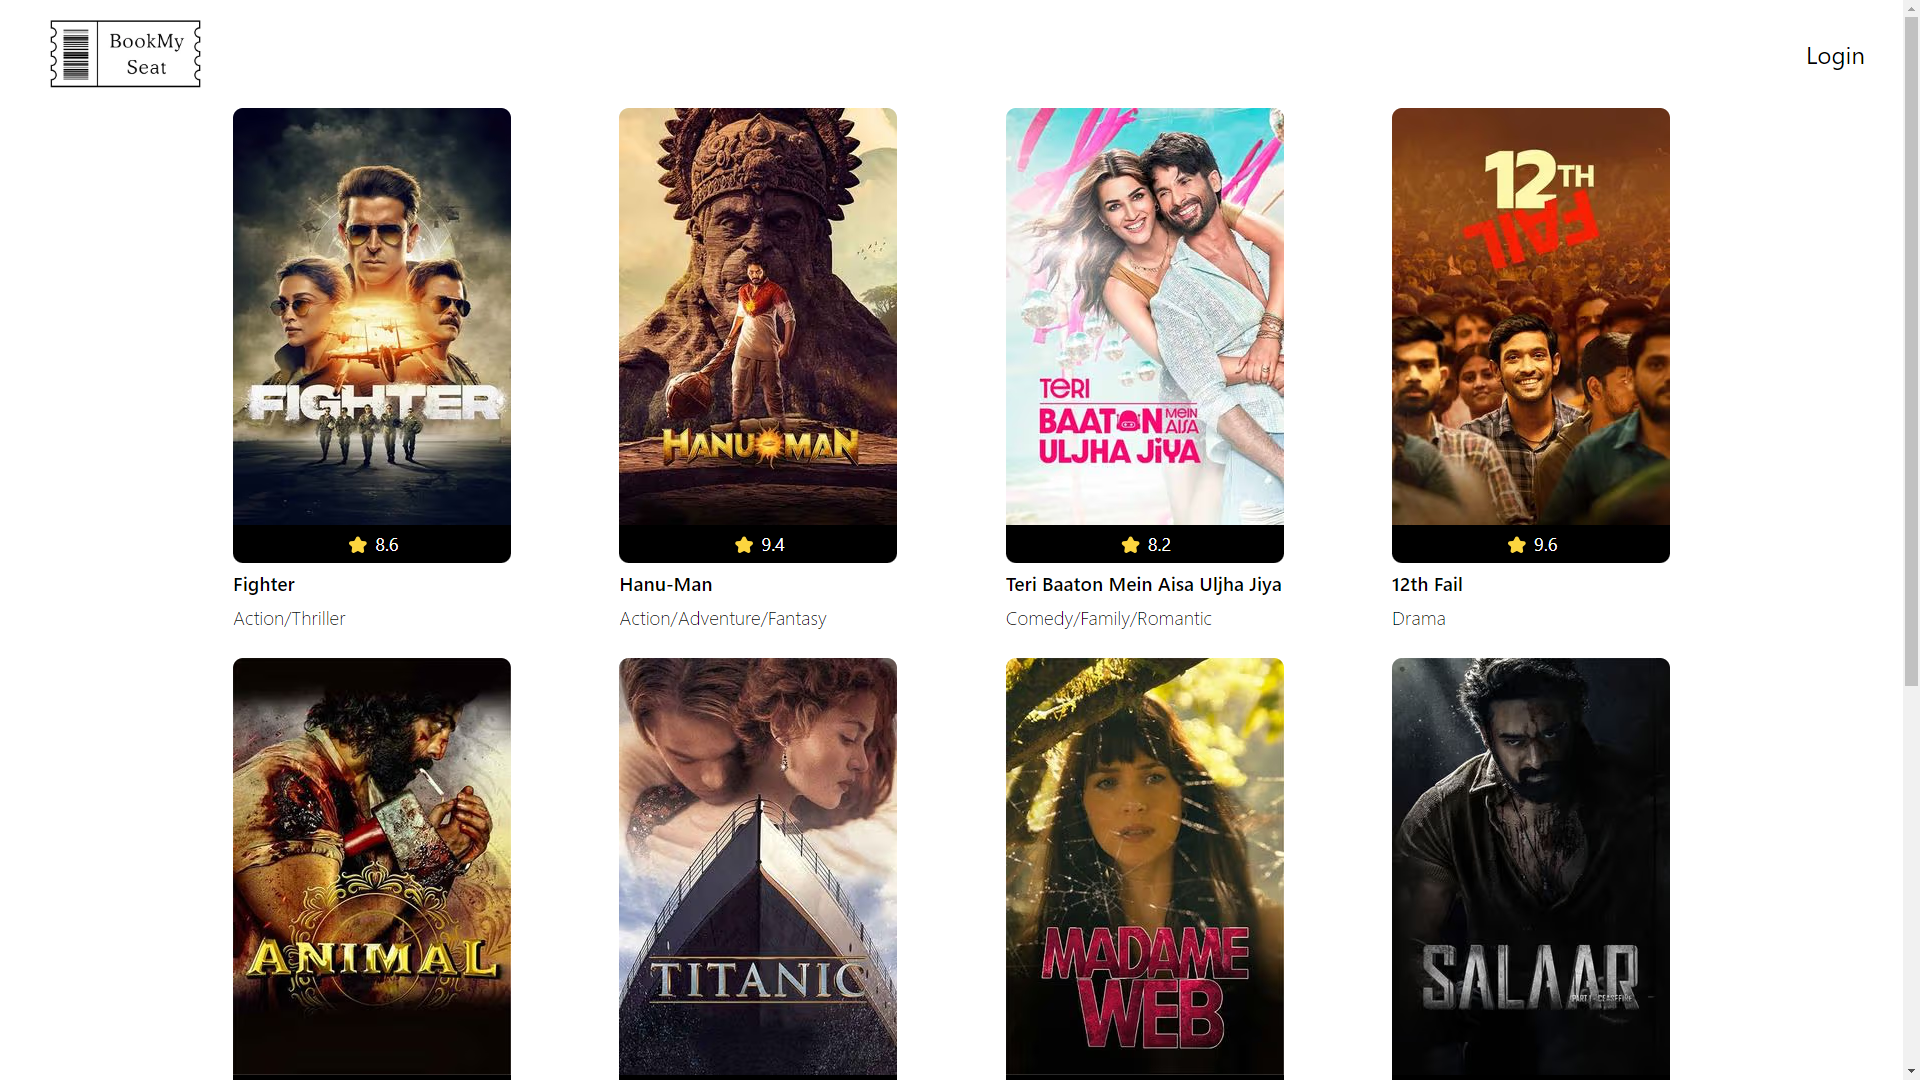 BookMy
Seat
Login
FIGHTER
HANU-MAN
TERI
BAATON MEIN AISA
ULJHA JIYA
12TH
FAIL
8.6
9.4
8.2
9.6
Fighter
Hanu-Man
Teri Baaton Mein Aisa Uljha Jiya
12th Fail
Action/Thriller
Action/Adventure/Fantasy
Comedy/Family/Romantic
Drama
ANIMAL
TITANIC
MADAME
WEB
SALAAR
PART 1 - CEASEFIRE